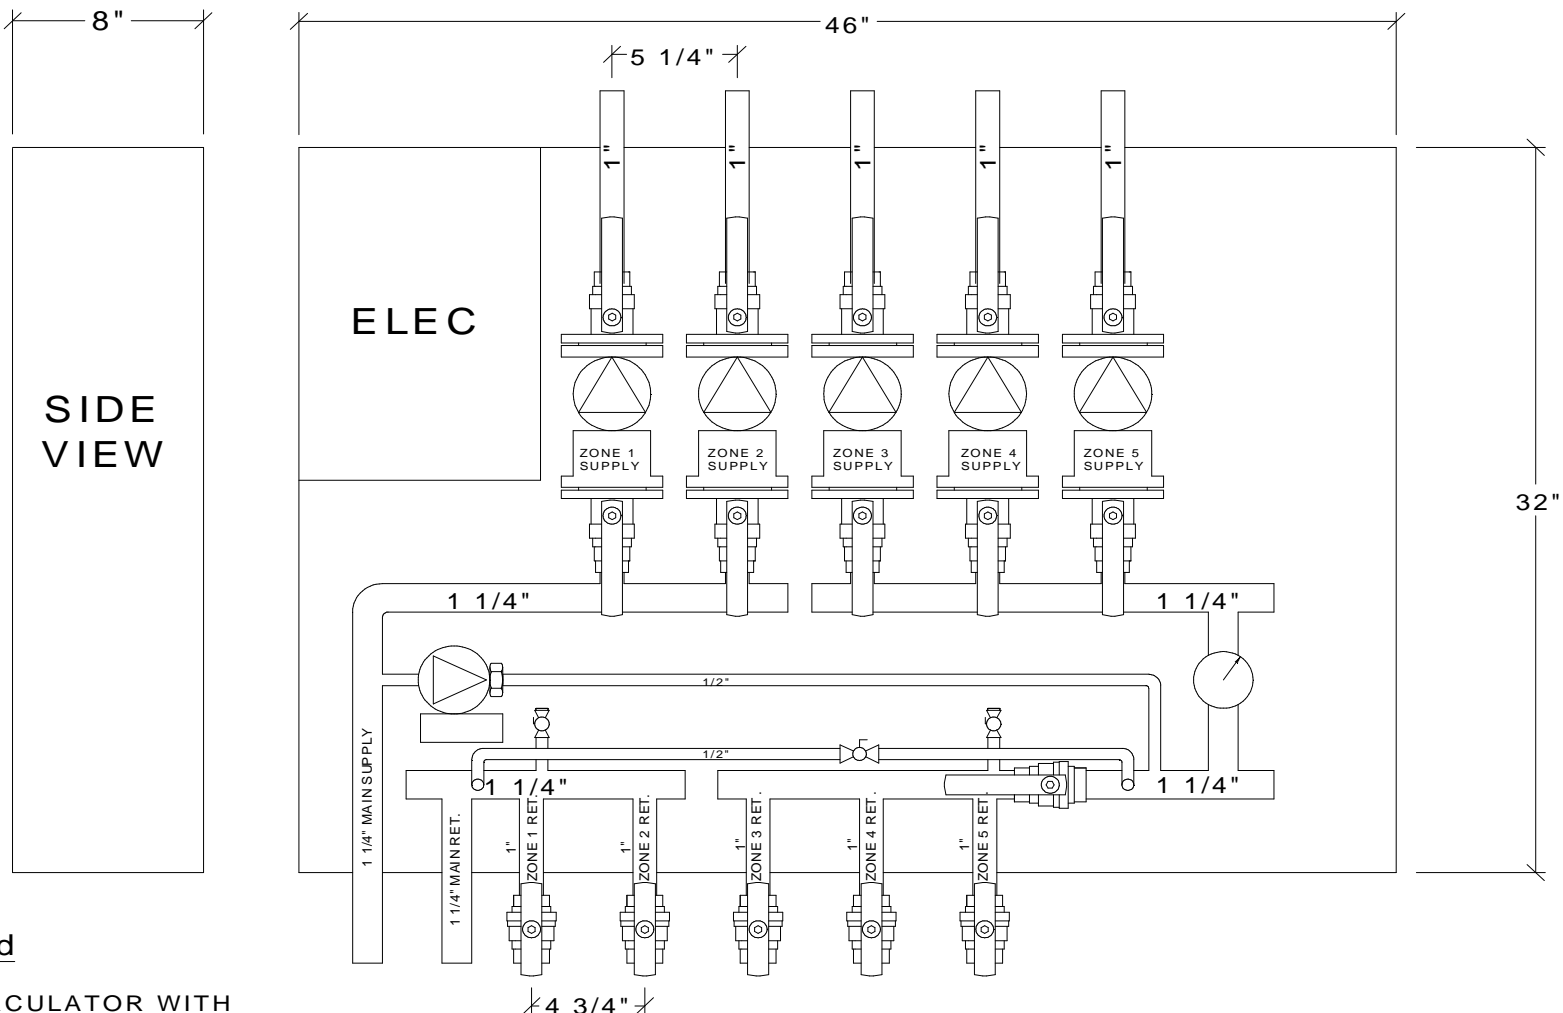 8"
46"
5 1/4"
1"
1"
1"
1"
1"
ELEC
SIDE
VIEW
ZONE 1
SUPPLY
ZONE 2
SUPPLY
ZONE 3
SUPPLY
ZONE 4
SUPPLY
ZONE 5
SUPPLY
32"
1 1/4"
1 1/4"
1/2"
1/2"
1 1/4"
1 1/4"
1 1/4" MAIN SUPPLY
1 1/4" MAIN RET.
1"
ZONE 1 RET.
1"
ZONE 2 RET.
1"
ZONE 3 RET.
1"
ZONE 4 RET.
1"
ZONE 5 RET.
d
CULATOR WITH
4 3/4"